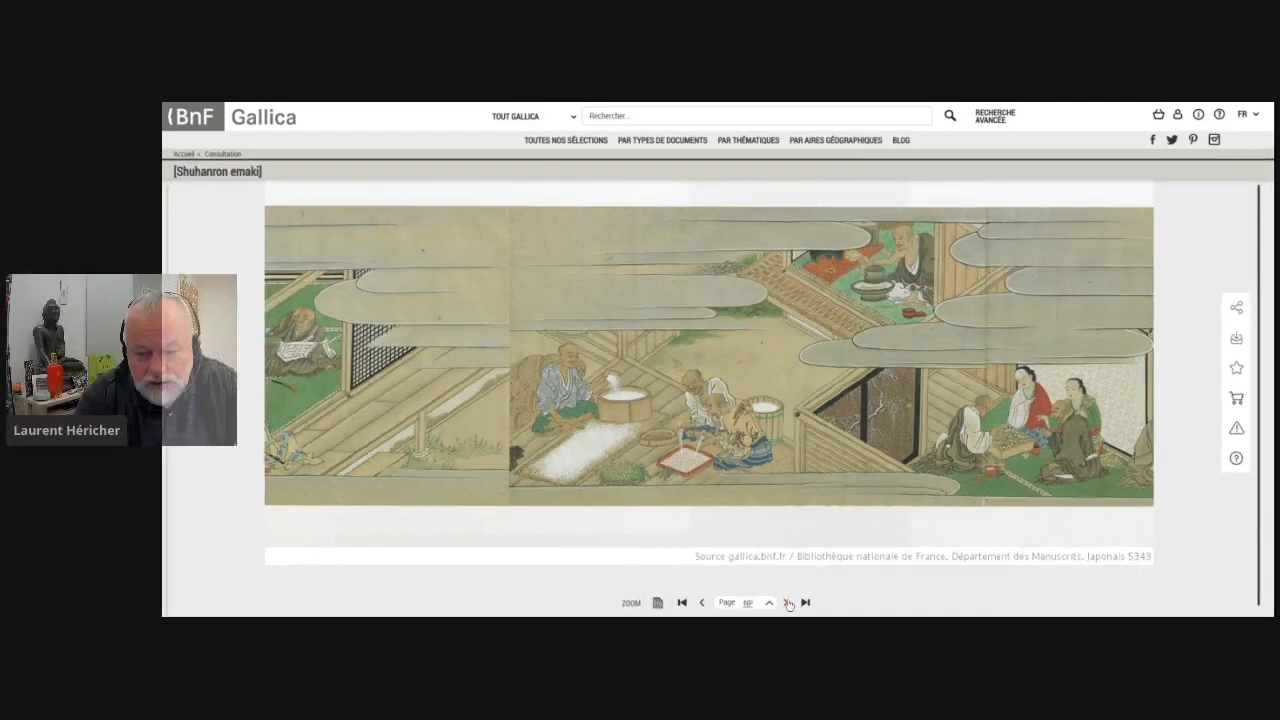 BnF Gallica
TOUT GALLICA
Rechercher...
RECHERCHE
AVANCÉE
FR
TOUTES NOS SÉLECTIONS PAR TYPES DE DOCUMENTS PAR THÉMATIQUES PAR AIRES GÉOGRAPHIQUES BLOG
Accueil > Consultation
[Shuhanron emaki]
Laurent Héricher
Source gallica.bnf.fr / Bibliothèque nationale de France. Département des Manuscrits. Japonais 5343
ZOOM Page NP